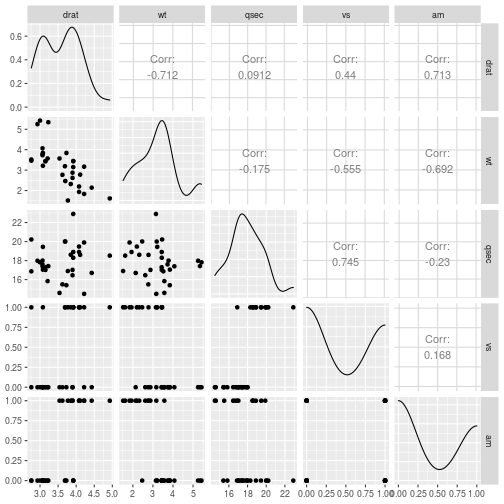 drat wt qsec vs am
0.6
0.4
0.2
0.0
Corr:
-0.712
Corr:
0.0912
Corr:
0.44
Corr:
0.713
drat
5
4
3
2
Corr:
-0.175
Corr:
-0.555
Corr:
-0.692
wt
22
20
18
16
Corr:
0.745
Corr:
-0.23
qsec
1.00
0.75
0.50
0.25
0.00
Corr:
0.168
vs
1.00
0.75
0.50
0.25
0.00
am
3.0 3.5 4.0 4.5 5.0 2 3 4 5 16 18 20 22 0.00 0.25 0.50 0.75 1.00 0.00 0.25 0.50 0.75 1.00